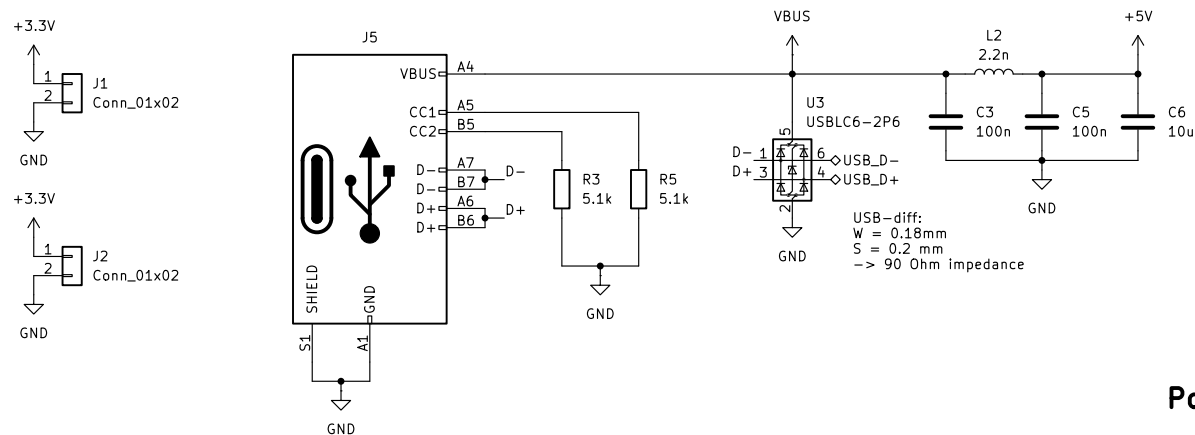 +3.3V
1
2
J1
Conn_01x02
GND
+3.3V
1
2
J2
Conn_01x02
GND
J5
VBUS
A4
CC1
A5
CC2
B5
D-
A7
D-
B7
D-
D+
A6
D+
B6
D+
SHIELD
GND
S1
A1
GND
R3
5.1k
R5
5.1k
GND
VBUS
U3
USBLC6-2P6
5
D- 1
6 USB_D-
D+ 3
4 USB_D+
2
GND
USB-diff:
W = 0.18mm
S = 0.2 mm
-> 90 Ohm impedance
L2
2.2n
+5V
C3
100n
C5
100n
C6
10u
GND